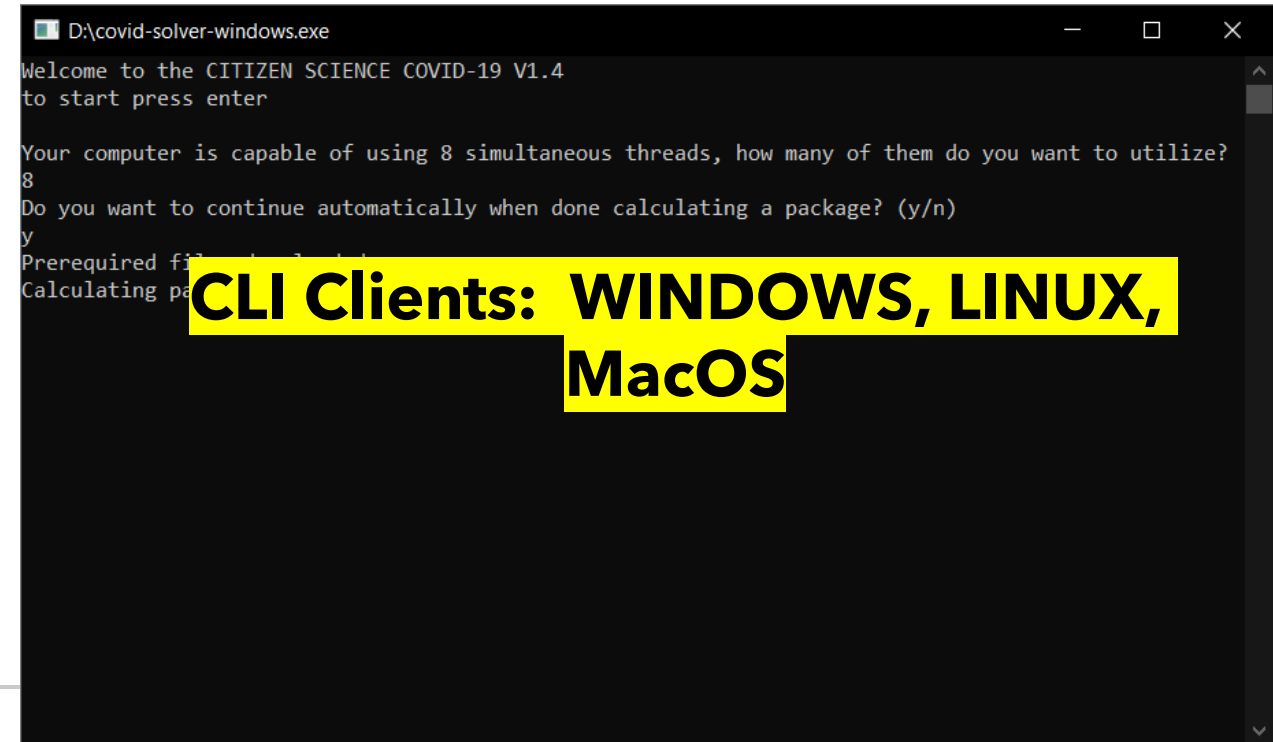 D:\covid-solver-windows.exe
Welcome to the CITIZEN SCIENCE COVID-19 V1.4
to start press enter
Your computer is capable of using 8 simultaneous threads, how many of them do you want to utilize?
8
Do you want to continue automatically when done calculating a package? (y/n)
y
Prerequired
Calculating
CLI Clients: WINDOWS, LINUX,
MacOS